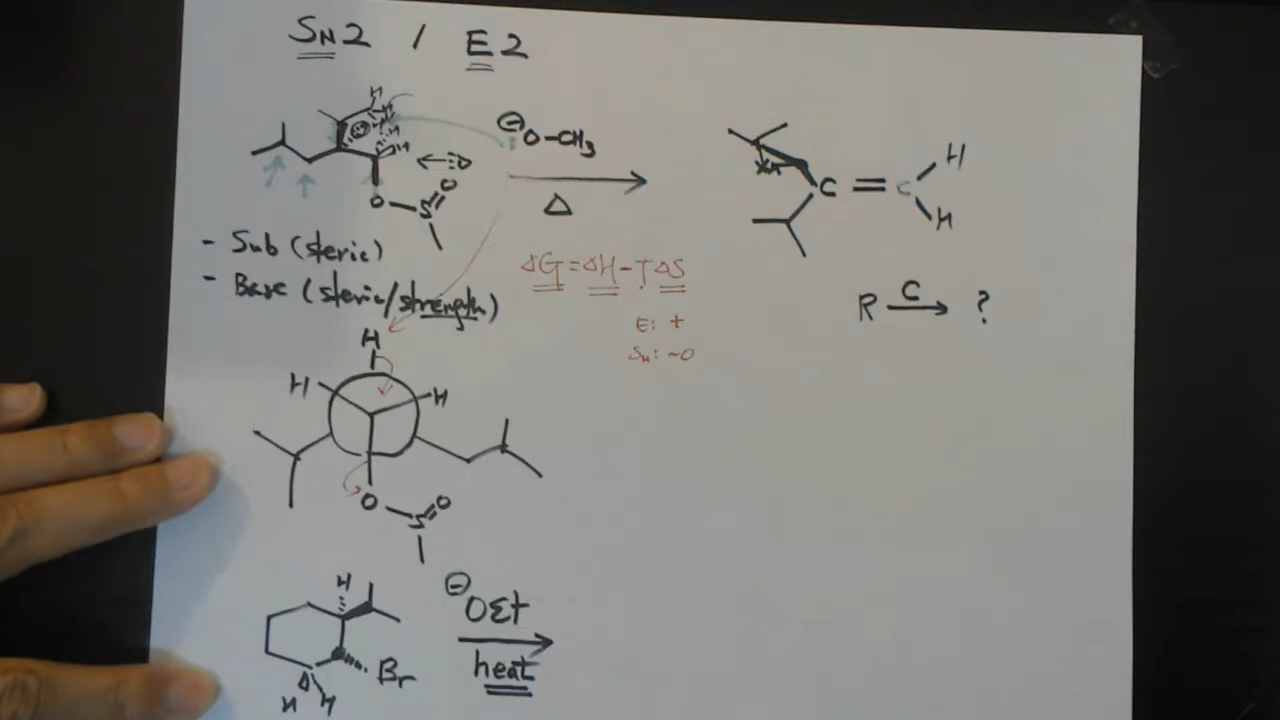 SN2 / E2
H
H
H
H
⊖O-CH3
O
O
S
Δ
C = C
H
H
- Sub (steric)
- Base (steric/strength)
ΔG = ΔH - TΔS
E: +
SN: ~0
R C → ?
H
H
H
O
S
O
H
⊖OEt
heat
Br
H
H